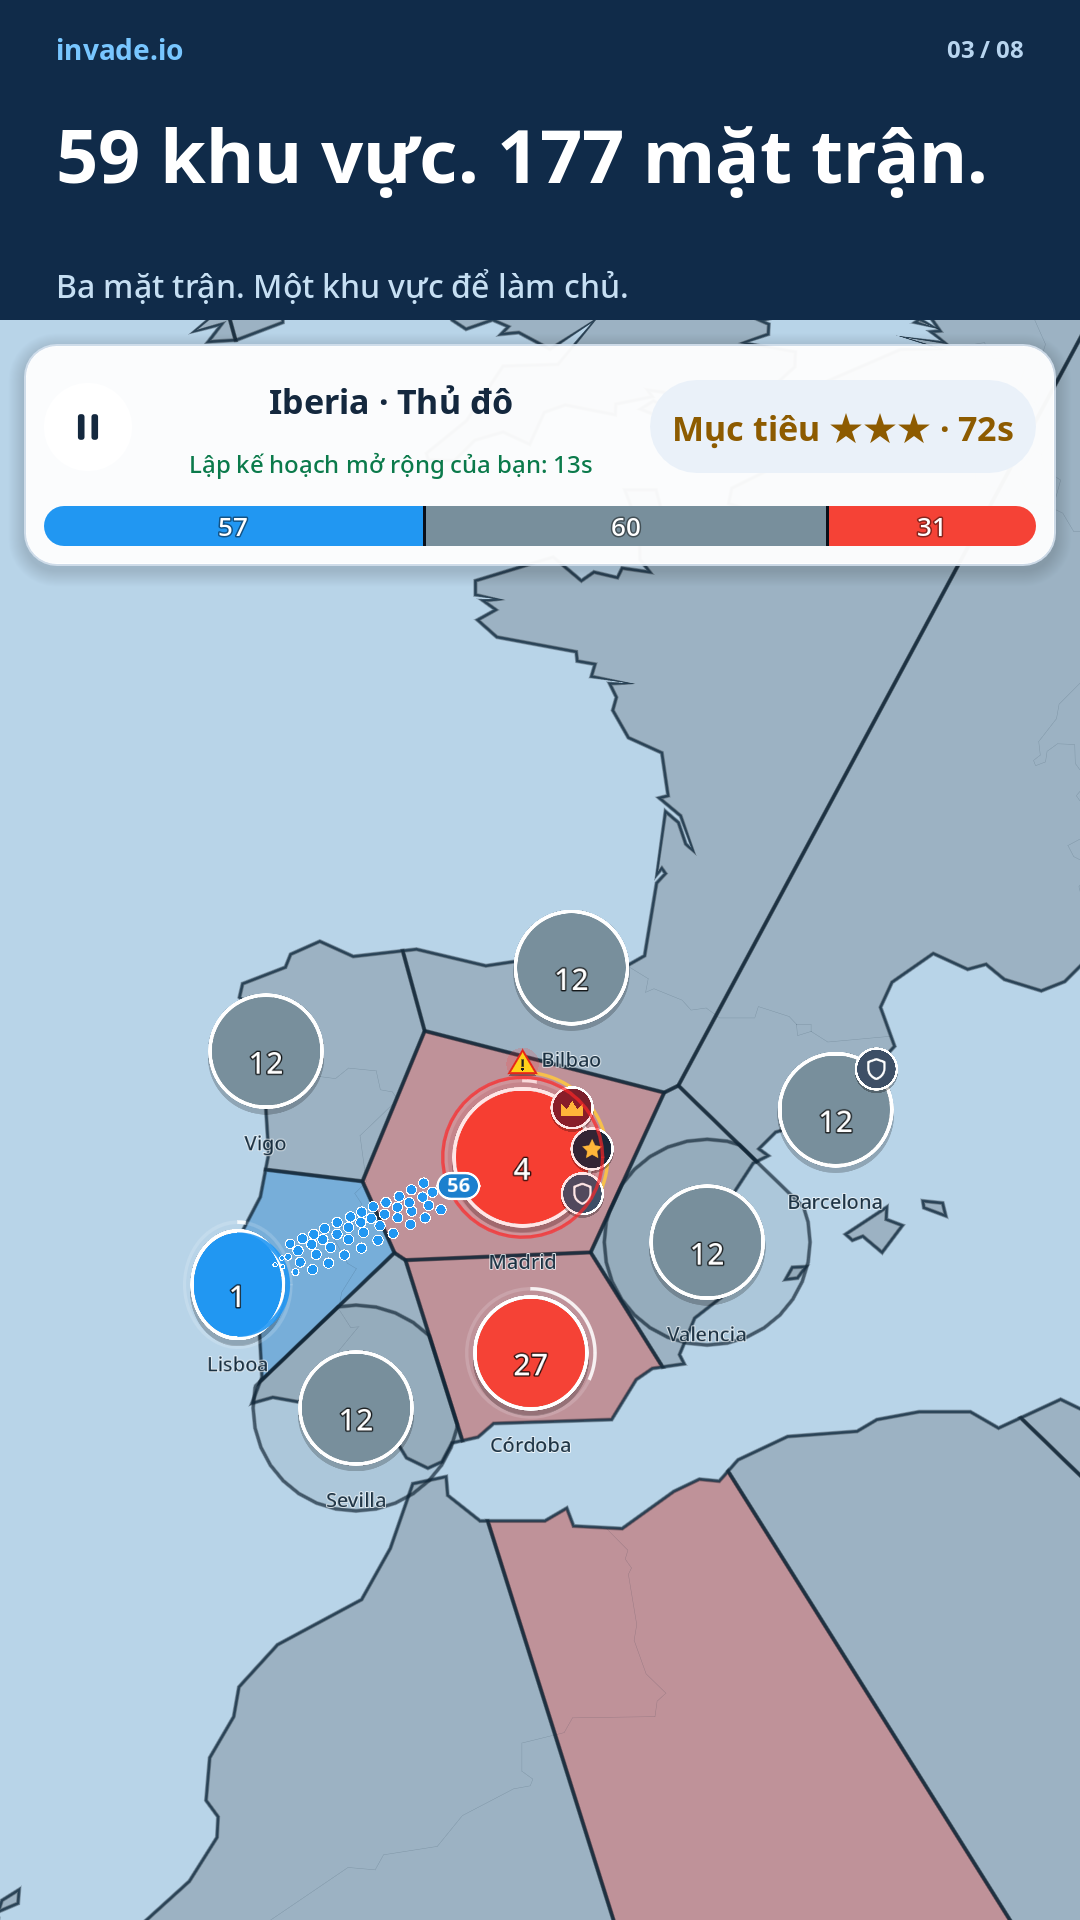 invade.io
03 / 08
59 khu vực. 177 mặt trận.
Ba mặt trận. Một khu vực để làm chủ.
Iberia · Thủ đô
Mục tiêu ★★★ · 72s
Lập kế hoạch mở rộng của bạn: 13s
57
60
31
12
Bilbao
12
Vigo
12
Barcelona
4
Madrid
56
12
Valencia
1
Lisboa
27
Córdoba
12
Sevilla